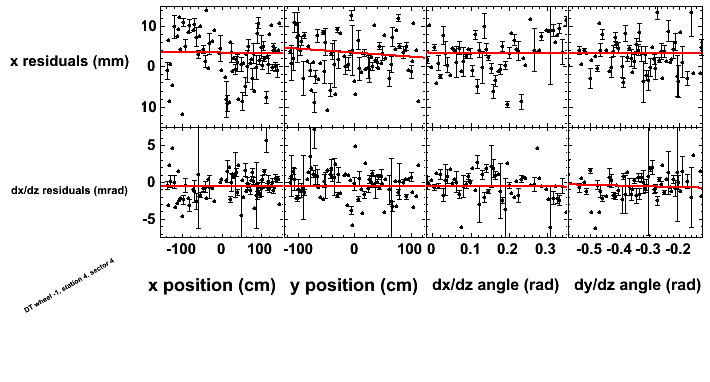 10
x residuals (mm)
0
10
5
dx/dz residuals (mrad)
0
-5
-100 0 100 -100 0 100 0 0.1 0.2 0.3 -0.5 -0.4 -0.3 -0.2
x position (cm) y position (cm) dx/dz angle (rad) dy/dz angle (rad)
DT wheel -1, station 4, sector 4